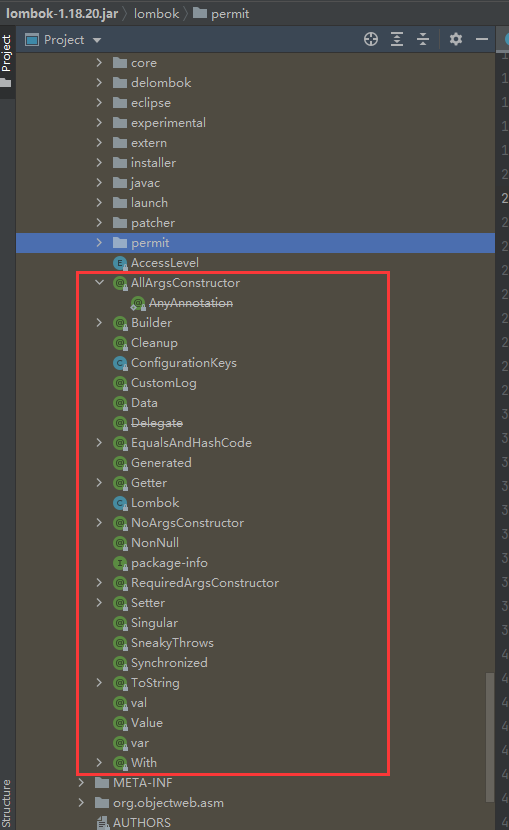 lombok-1.18.20.jar lombok permit
Project
Project
core
delombok
eclipse
experimental
extern
installer
javac
launch
patcher
permit
AccessLevel
AllArgsConstructor
AnyAnnotation
Builder
Cleanup
ConfigurationKeys
CustomLog
Data
Delegate
EqualsAndHashCode
Generated
Getter
Lombok
NoArgsConstructor
NonNull
package-info
RequiredArgsConstructor
Setter
Singular
SneakyThrows
Synchronized
ToString
val
Value
var
With
META-INF
org.objectweb.asm
AUTHORS
Structure